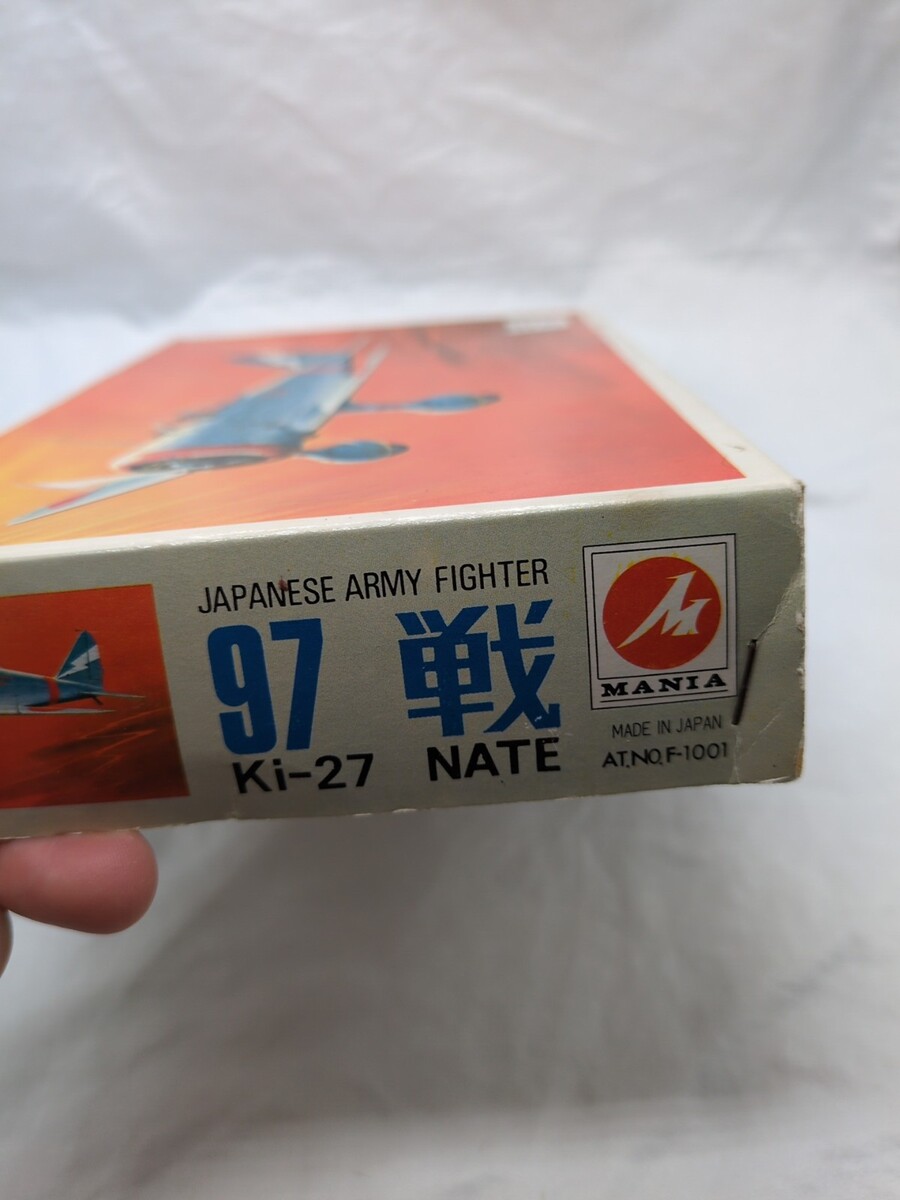 JAPANESE ARMY FIGHTER
97 戦
Ki-27 NATE
M
MANIA
MADE IN JAPAN
AT.NO.F-1001